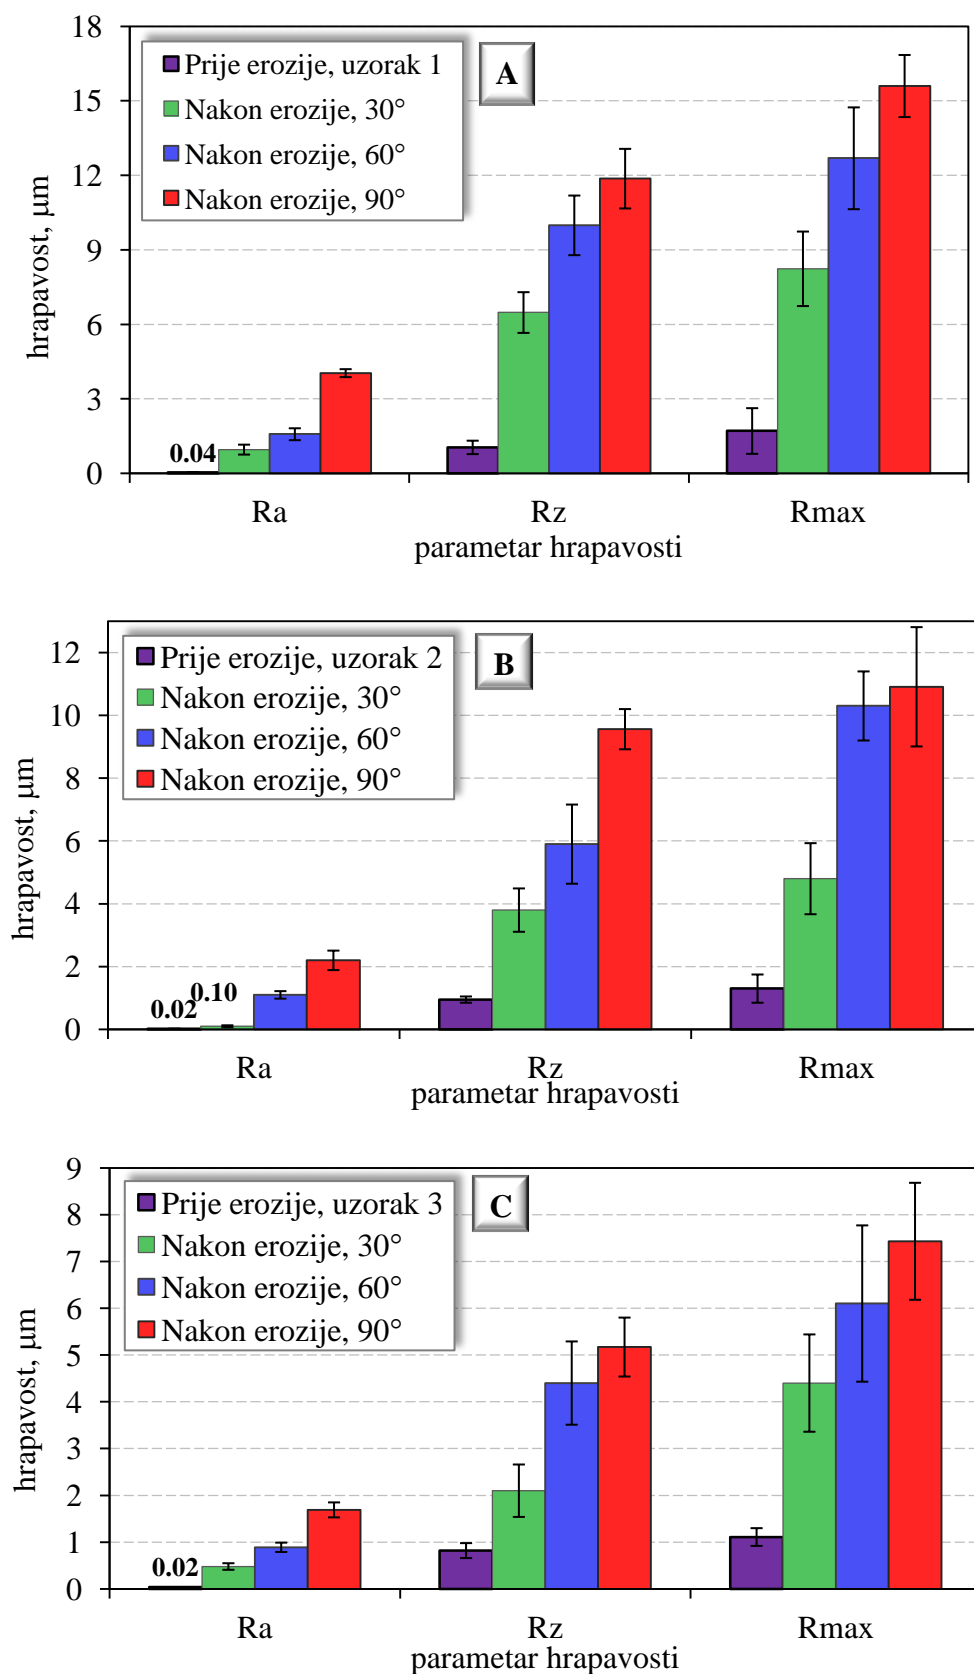 18
15
12
9
6
3
0
hrapavost, μm
Prije erozije, uzorak 1
Nakon erozije, 30°
Nakon erozije, 60°
Nakon erozije, 90°
A
0.04
Ra
Rz
Rmax
parametar hrapavosti
12
10
8
6
4
2
0
hrapavost, μm
Prije erozije, uzorak 2
Nakon erozije, 30°
Nakon erozije, 60°
Nakon erozije, 90°
B
0.02
0.10
Ra
Rz
Rmax
parametar hrapavosti
9
8
7
6
5
4
3
2
1
0
hrapavost, μm
Prije erozije, uzorak 3
Nakon erozije, 30°
Nakon erozije, 60°
Nakon erozije, 90°
C
0.02
Ra
Rz
Rmax
parametar hrapavosti